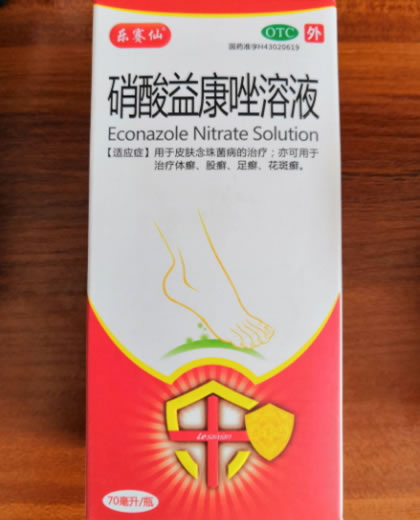 乐赛仙
OTC
外
国药准字H43020619
硝酸益康唑溶液
Econazole Nitrate Solution
【适应症】用于皮肤念珠菌病的治疗；亦可用于
治疗体癣、股癣、足癣、花斑癣。
70毫升/瓶